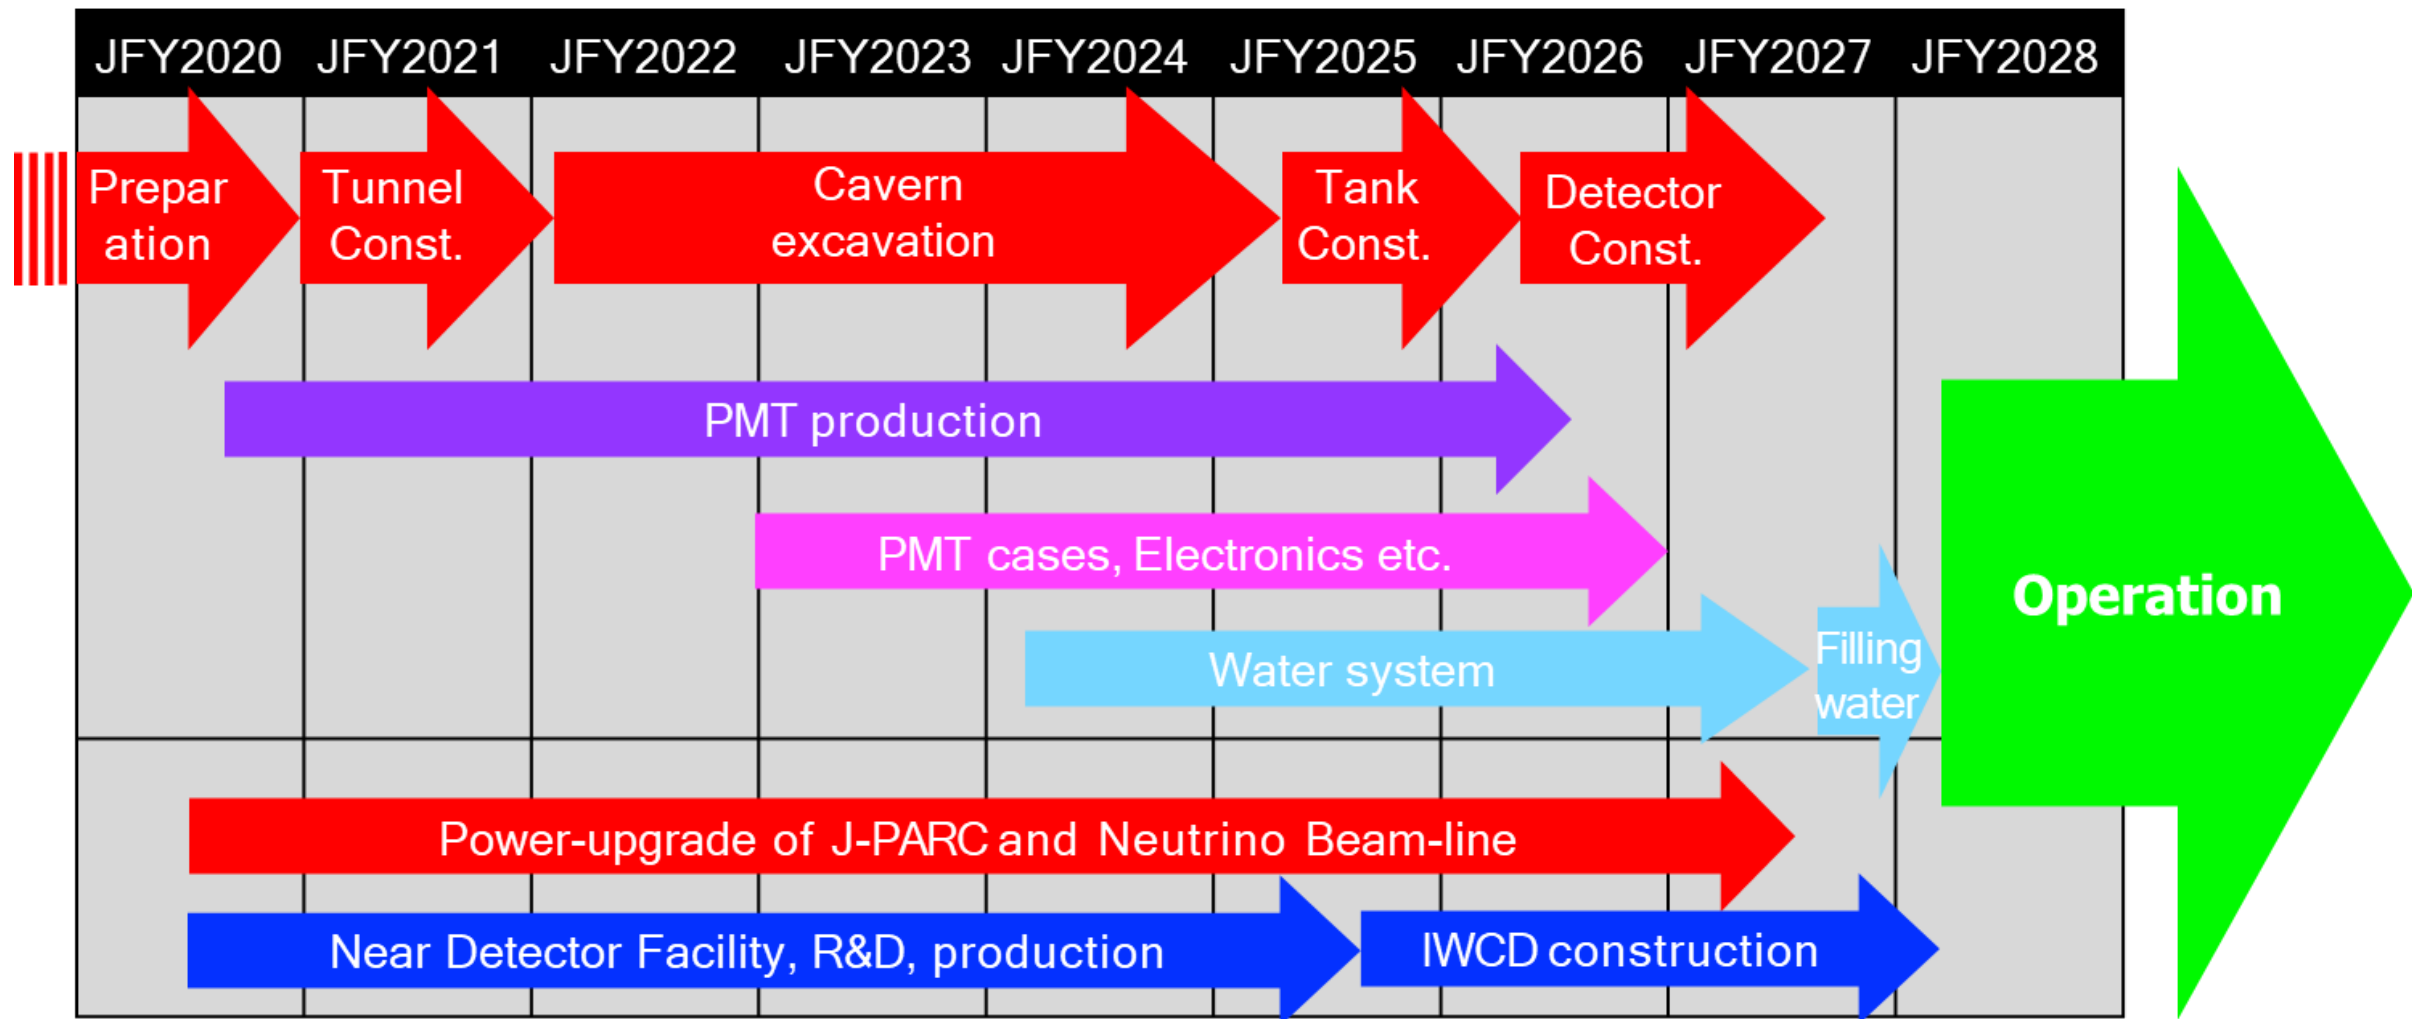 JFY2020 JFY2021 JFY2022 JFY2023 JFY2024 JFY2025 JFY2026 JFY2027 JFY2028
Prepar
ation
Tunnel
Const.
Cavern
excavation
Tank
Const.
Detector
Const.
PMT production
PMT cases, Electronics etc.
Water system
Filling
water
Operation
Power-upgrade of J-PARC and Neutrino Beam-line
Near Detector Facility, R&D, production
IWCD construction